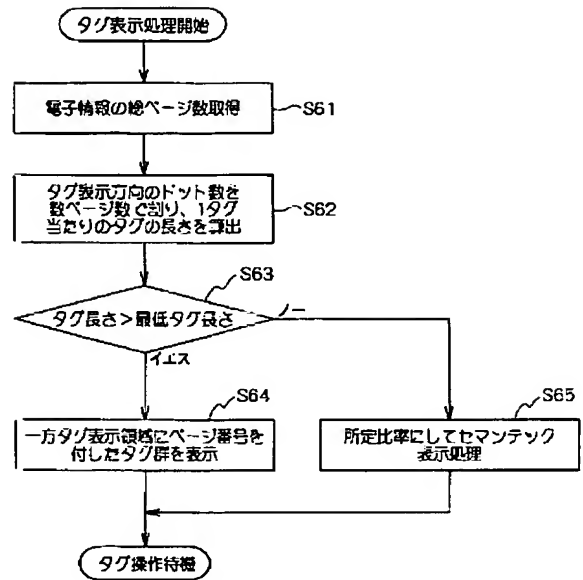 タグ表示処理開始
電子情報の総ページ数取得
S61
タグ表示方向のドット数を
数ページ数で割り、1タグ
当たりのタグの長さを算出
S62
S63
タグ長さ>最低タグ長さ
ノー
イエス
S64
一方タグ表示領域にページ番号を
付したタグ群を表示
S65
所定比率にしてセマンテック
表示処理
タグ操作待機